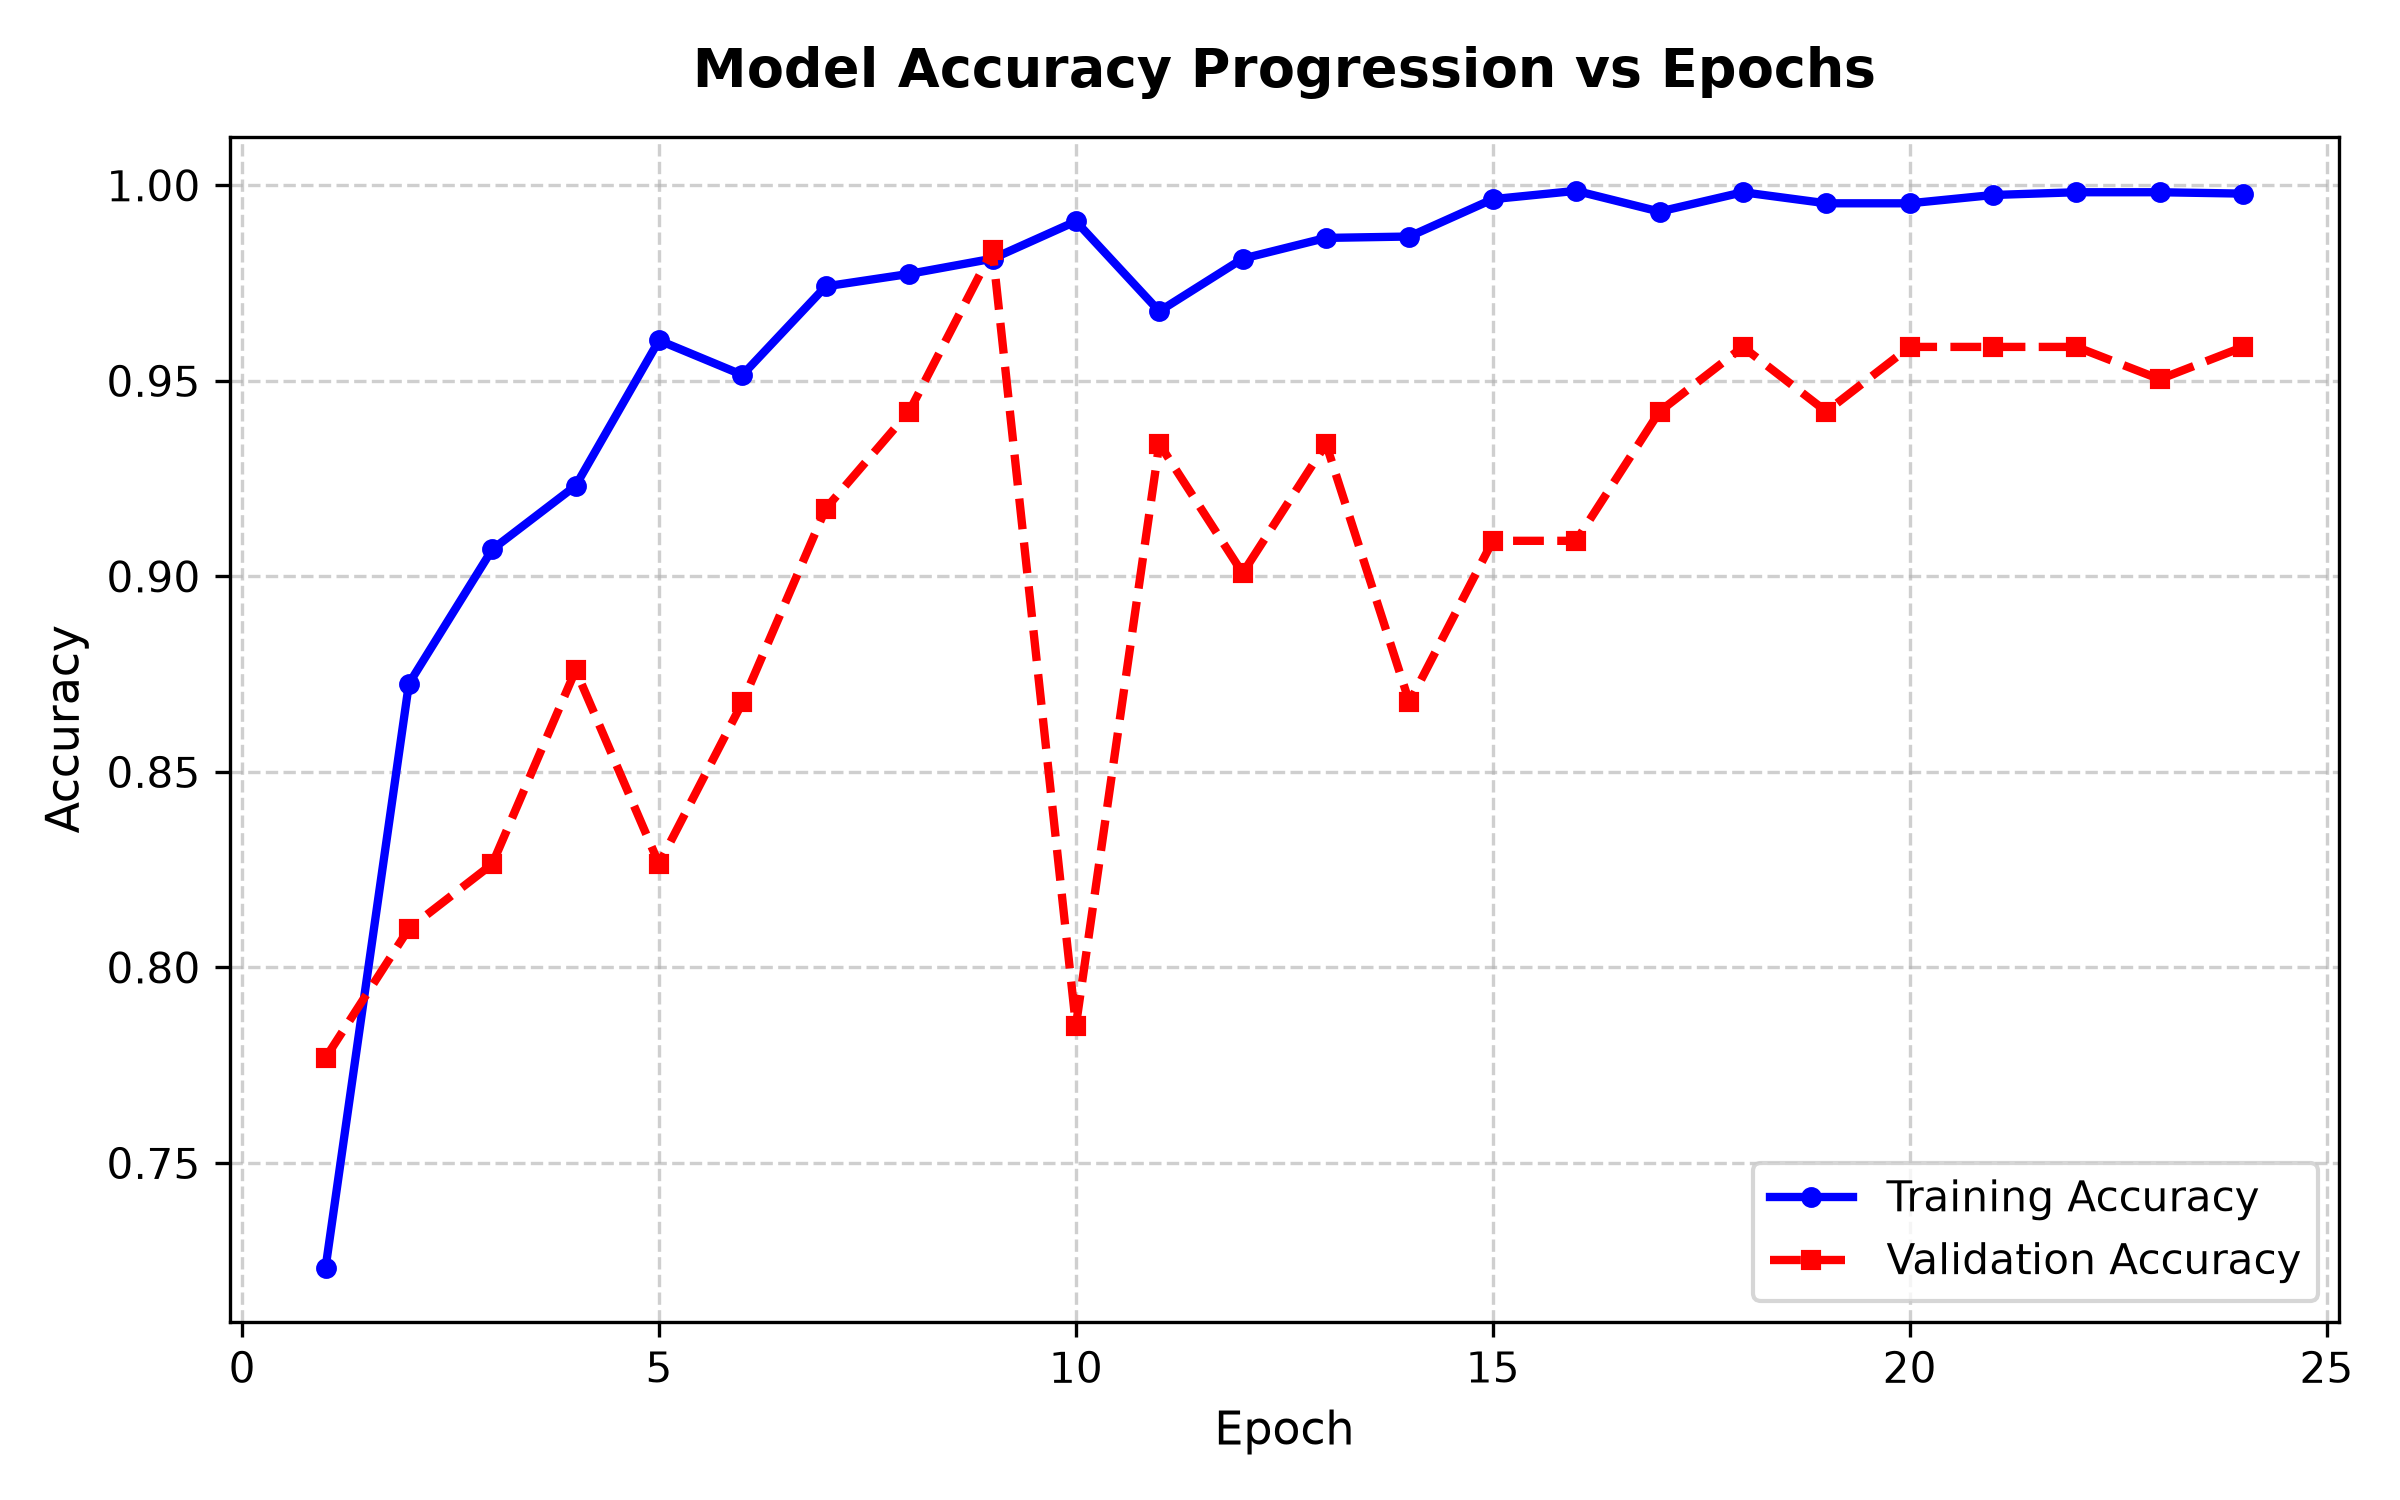 Model Accuracy Progression vs Epochs
1.00
0.95
0.90
0.85
0.80
0.75
Accuracy
Training Accuracy
Validation Accuracy
0 5 10 15 20 25
Epoch